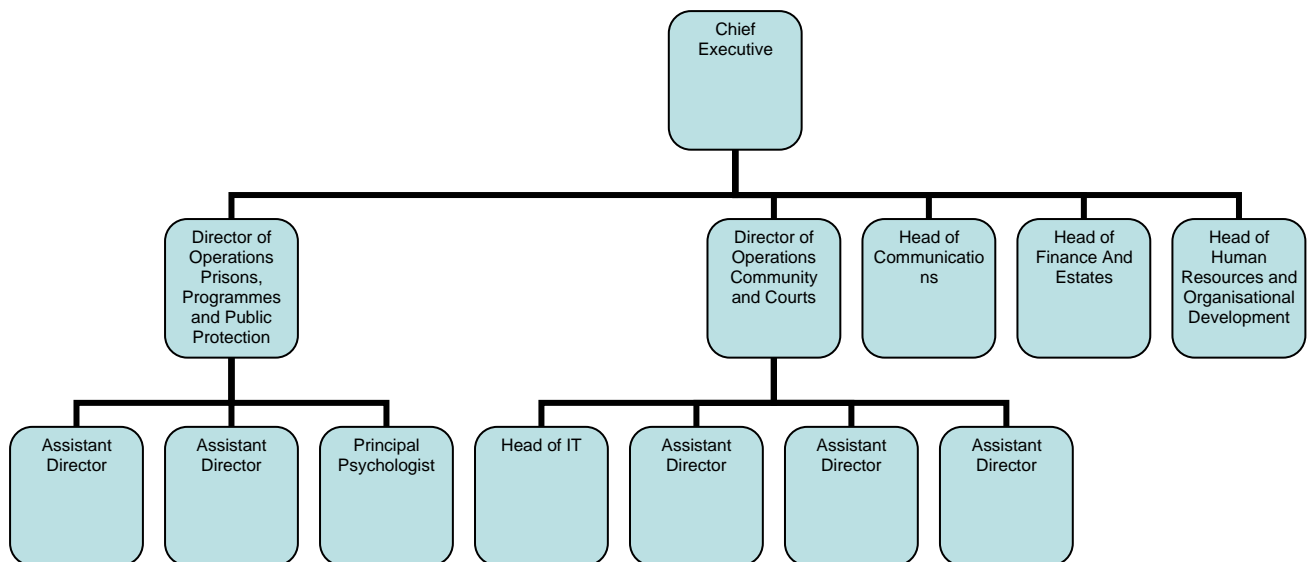 Chief
Executive
Director of
Operations
Prisons,
Programmes
and Public
Protection
Director of
Operations
Community
and Courts
Head of
Communicatio
ns
Head of
Finance And
Estates
Head of
Human
Resources and
Organisational
Development
Assistant
Director
Assistant
Director
Principal
Psychologist
Head of IT
Assistant
Director
Assistant
Director
Assistant
Director